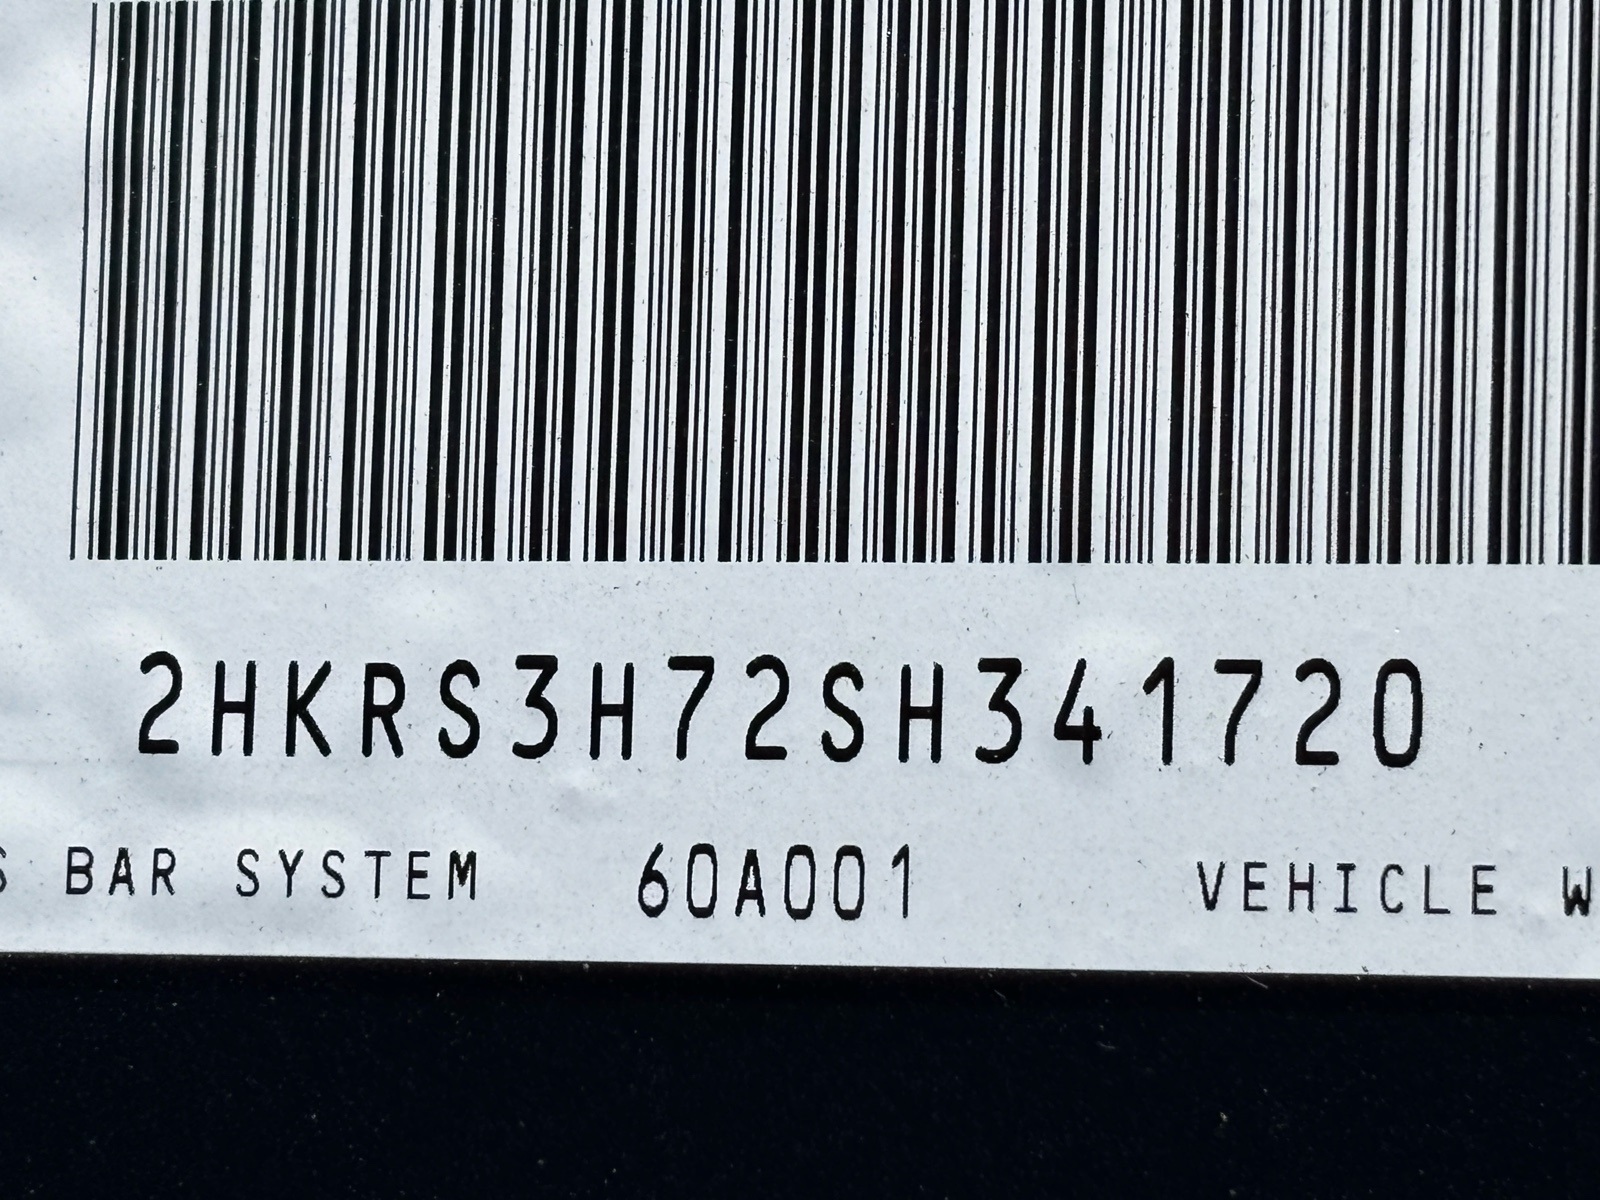 2HKRS3H72SH341720
S BAR SYSTEM 60A001 VEHICLE W